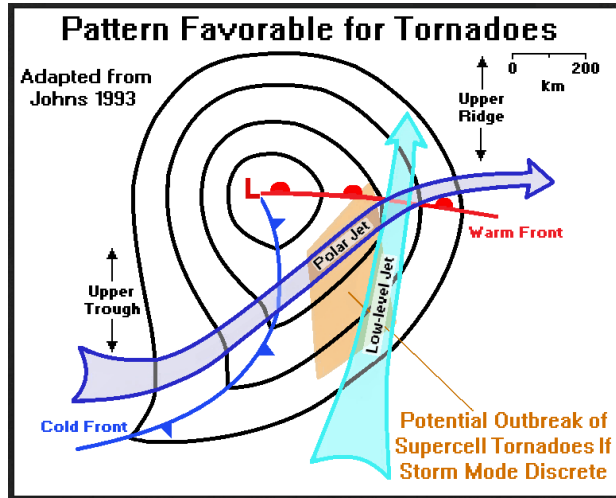 Pattern Favorable for Tornadoes
Adapted from
Johns 1993
0 200
km
Upper
Ridge
L
Warm Front
Polar Jet
Upper
Trough
Low-level Jet
Cold Front
Potential Outbreak of
Supercell Tornadoes If
Storm Mode Discrete